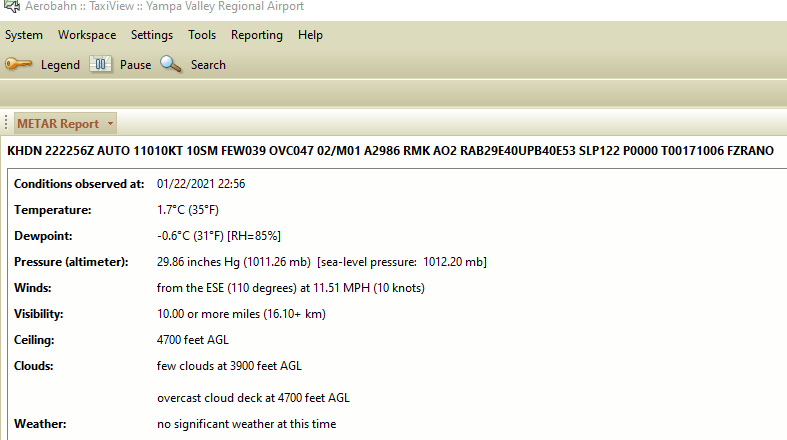 Aerobahn :: TaxiView :: Yampa Valley Regional Airport
System Workspace Settings Tools Reporting Help
Legend Pause Search
METAR Report
KHDN 222256Z AUTO 11010KT 10SM FEW039 OVC047 02/M01 A2986 RMK AO2 RAB29E40UPB40E53 SLP122 P0000 T00171006 FZRANO
Conditions observed at: 01/22/2021 22:56
Temperature: 1.7°C (35°F)
Dewpoint: -0.6°C (31°F) [RH=85%]
Pressure (altimeter): 29.86 inches Hg (1011.26 mb) [sea-level pressure: 1012.20 mb]
Winds: from the ESE (110 degrees) at 11.51 MPH (10 knots)
Visibility: 10.00 or more miles (16.10+ km)
Ceiling: 4700 feet AGL
Clouds: few clouds at 3900 feet AGL
overcast cloud deck at 4700 feet AGL
Weather: no significant weather at this time